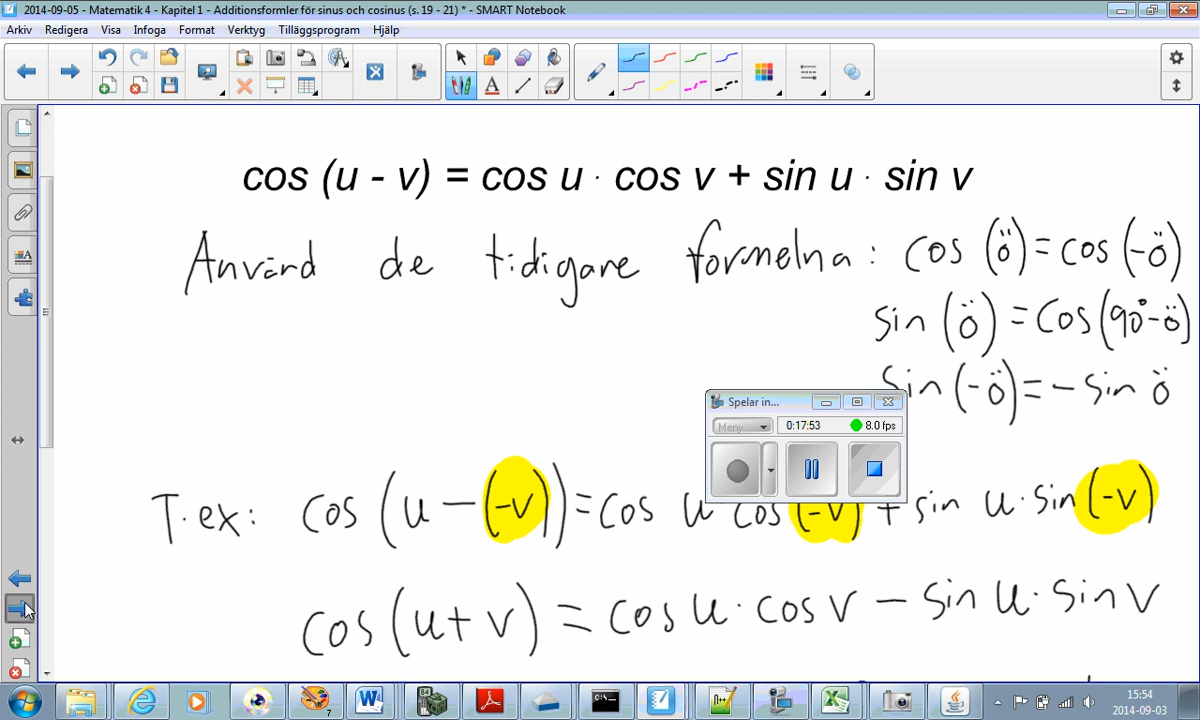 2014-09-05 - Matematik 4 - Kapitel 1 - Additionsformler för sinus och cosinus (s. 19 - 21) * - SMART Notebook
Arkiv Redigera Visa Infoga Format Verktyg Tilläggsprogram Hjälp
cos (u - v) = cos u · cos v + sin u · sin v
Använd de tidigare formelna : cos (ö) = cos (-ö)
sin (ö) = cos (90° - ö)
sin (-ö) = - sin ö
Spelar in...
Meny 0:17:53 8.0 fps
T.ex: cos (u - (-v)) = cos u · cos (-v) + sin u · sin (-v)
cos (u + v) = cos u · cos v - sin u · sin v
15:54
2014-09-03